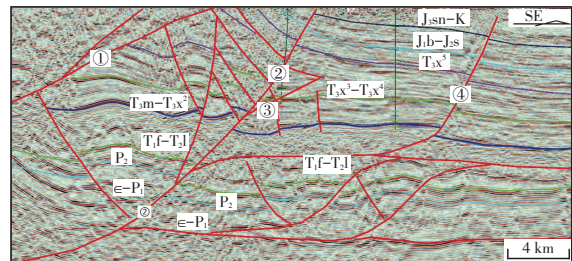 J₃sn–K
SE
J₁b–J₂s
①
T₃x⁵
②
T₃x³–T₃x⁴
④
T₃m–T₃x²
③
T₁f–T₂l
P₂
T₁f–T₂l
∈–P₁
P₂
②
∈–P₁
4 km